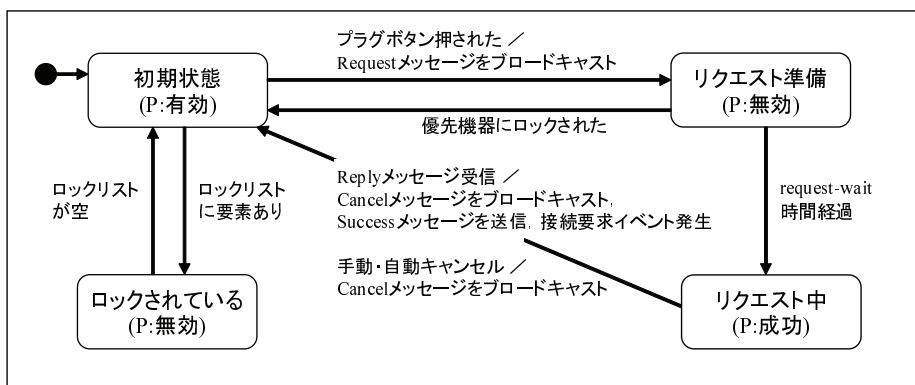 プラグボタン押された ／
Requestメッセージをブロードキャスト
初期状態
(P:有効)
リクエスト準備
(P:無効)
優先機器にロックされた
ロックリスト
が空
ロックリスト
に要素あり
Replyメッセージ受信 ／
Cancelメッセージをブロードキャスト,
Successメッセージを送信, 接続要求イベント発生
request-wait
時間経過
手動・自動キャンセル ／
Cancelメッセージをブロードキャスト
ロックされている
(P:無効)
リクエスト中
(P:成功)